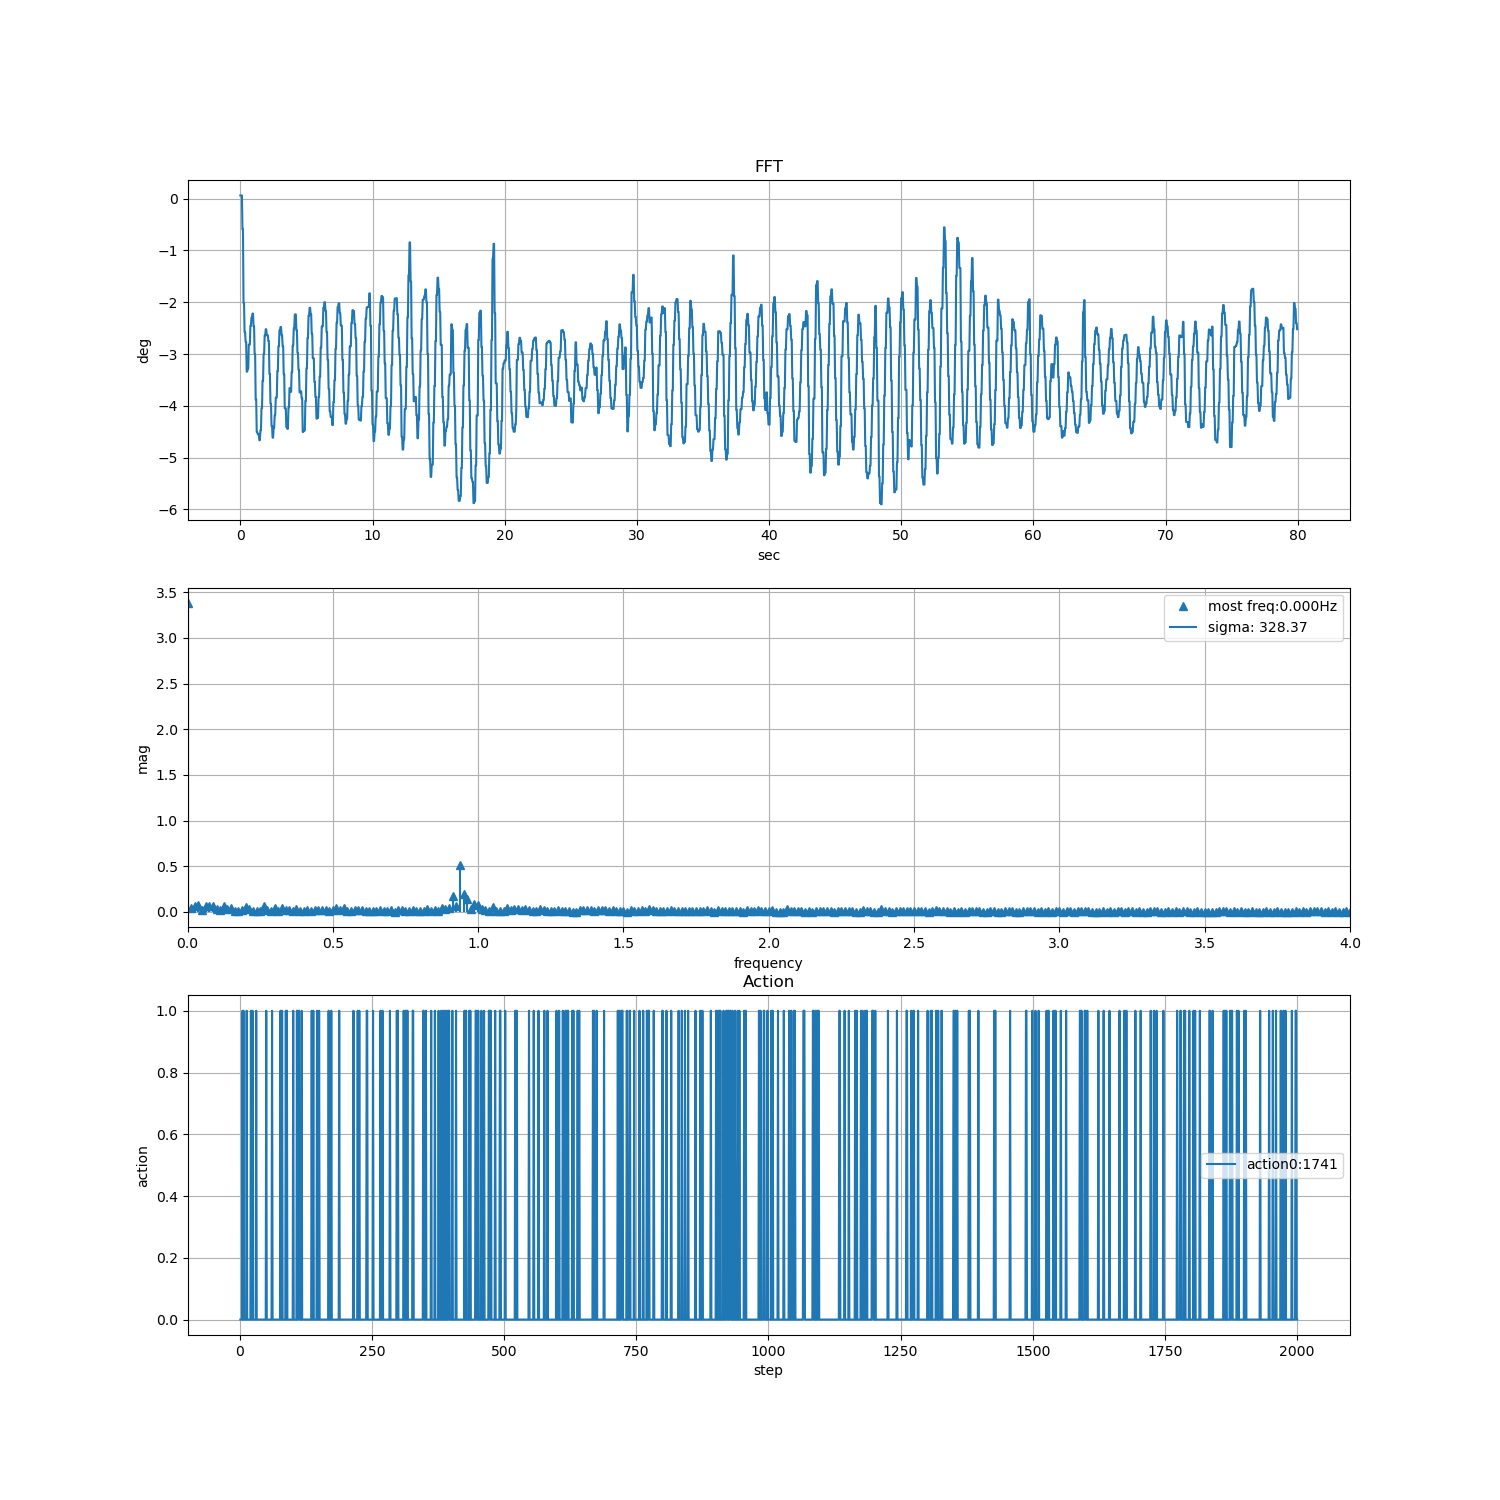 FFT
0
−1
−2
−3
−4
−5
−6
deg
0 10 20 30 40 50 60 70 80
sec
3.5
3.0
2.5
2.0
1.5
1.0
0.5
0.0
mag
most freq:0.000Hz
sigma: 328.37
0.0 0.5 1.0 1.5 2.0 2.5 3.0 3.5 4.0
frequency
Action
1.0
0.8
0.6
0.4
0.2
0.0
action
action0:1741
0 250 500 750 1000 1250 1500 1750 2000
step